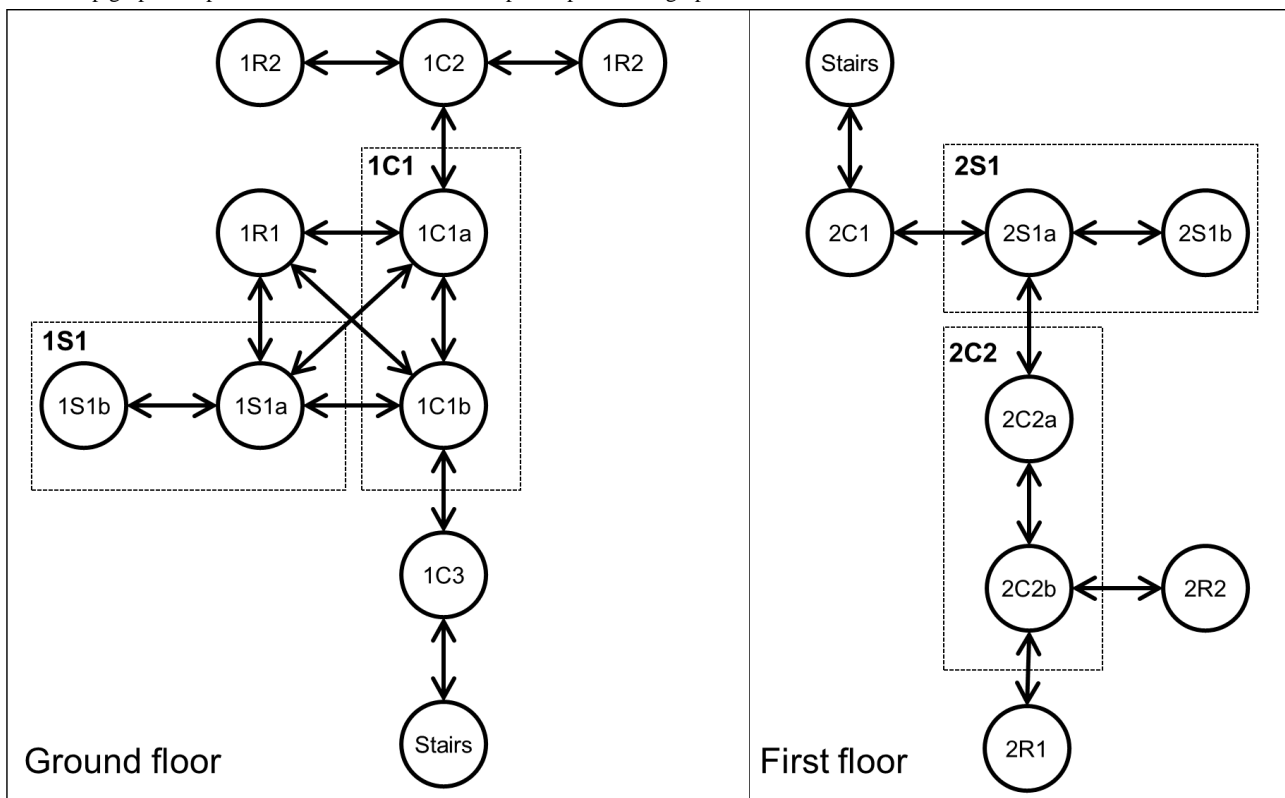 1R2 1C2 1R2
1C1
1R1 1C1a
1S1
1S1b 1S1a 1C1b
1C3
Stairs
Ground floor
Stairs
2S1
2C1 2S1a 2S1b
2C2
2C2a
2C2b 2R2
2R1
First floor